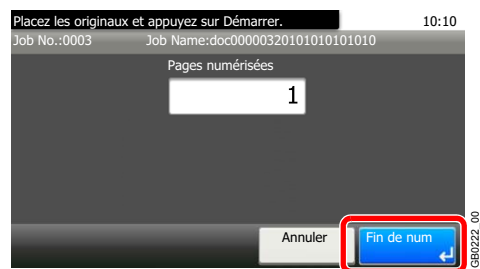 Placez les originaux et appuyez sur Démarrer.
10:10
Job No.:0003
Job Name:doc00000320101010101010
Pages numérisées
1
Annuler
Fin de num
GB0222_00